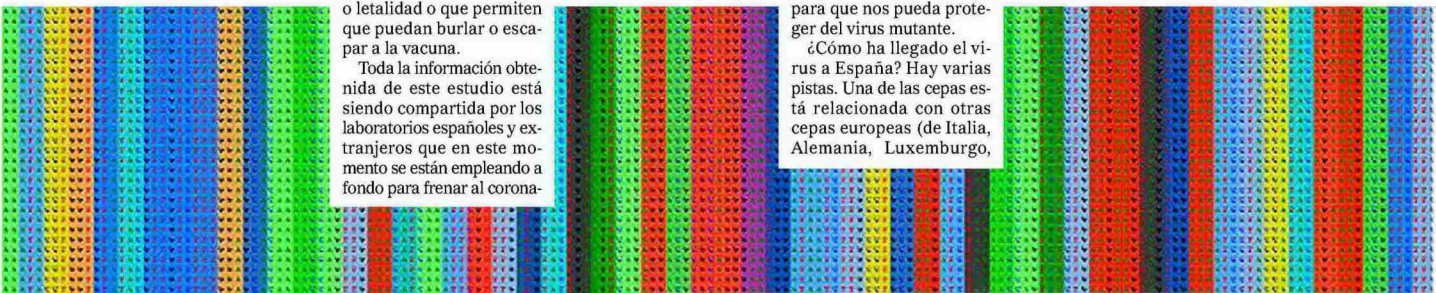 o letalidad o que permiten
que puedan burlar o esca-
par a la vacuna.
Toda la información obte-
nida de este estudio está
siendo compartida por los
laboratorios españoles y ex-
tranjeros que en este mo-
mento se están empleando a
fondo para frenar al corona-
para que nos pueda prote-
ger del virus mutante.
¿Cómo ha llegado el vi-
rus a España? Hay varias
pistas. Una de las cepas es-
tá relacionada con otras
cepas europeas (de Italia,
Alemania, Luxemburgo,